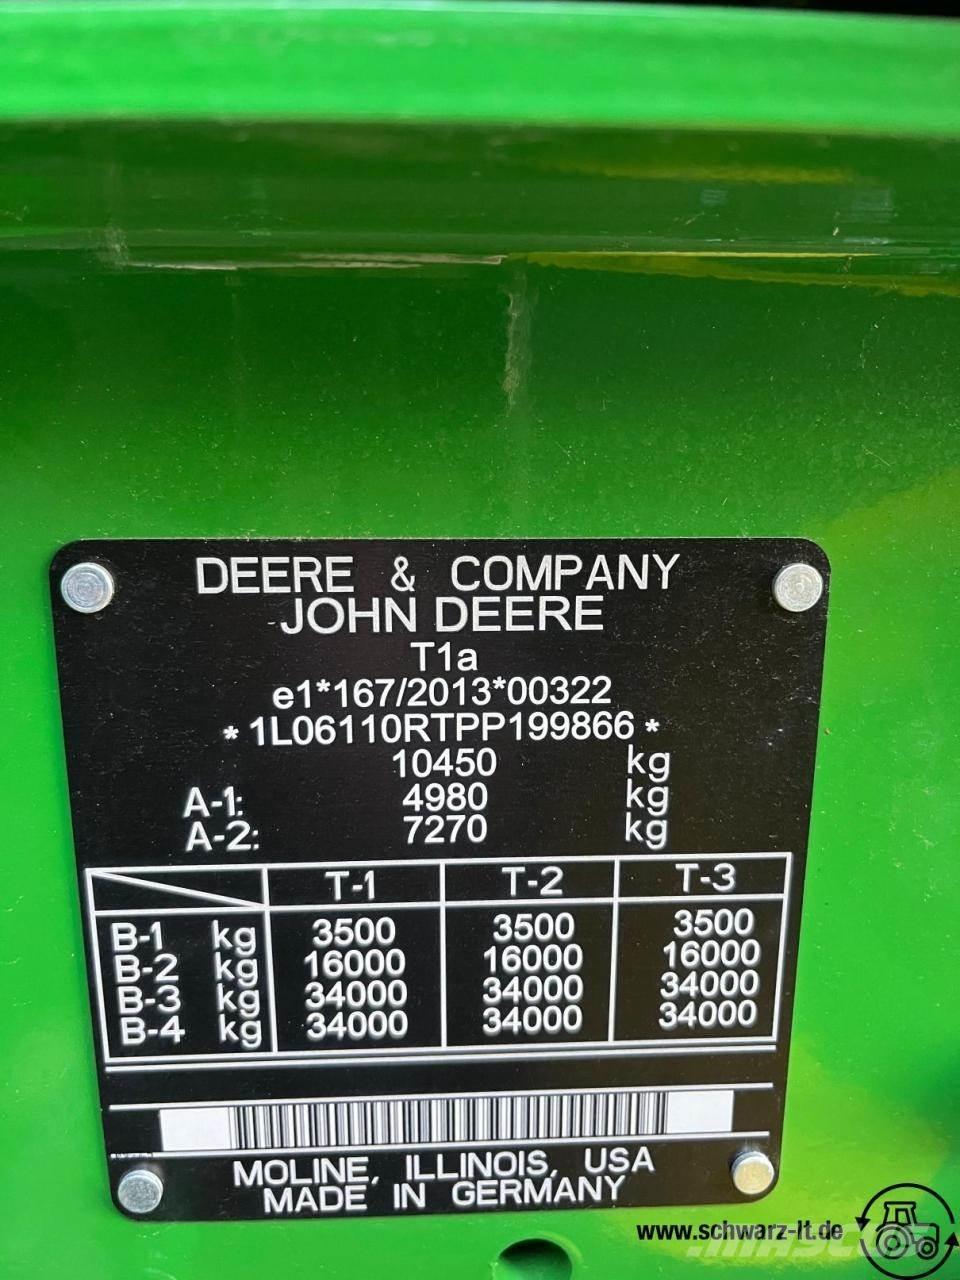 DEERE & COMPANY
JOHN DEERE
T1a
e1*167/2013*00322
* 1L06110RTPP199866 *
10450 kg
A-1: 4980 kg
A-2: 7270 kg
T-1 T-2 T-3
B-1 kg 3500 3500 3500
B-2 kg 16000 16000 16000
B-3 kg 34000 34000 34000
B-4 kg 34000 34000 34000
MOLINE, ILLINOIS, USA
MADE IN GERMANY
www.schwarz-lt.de
MASCUS